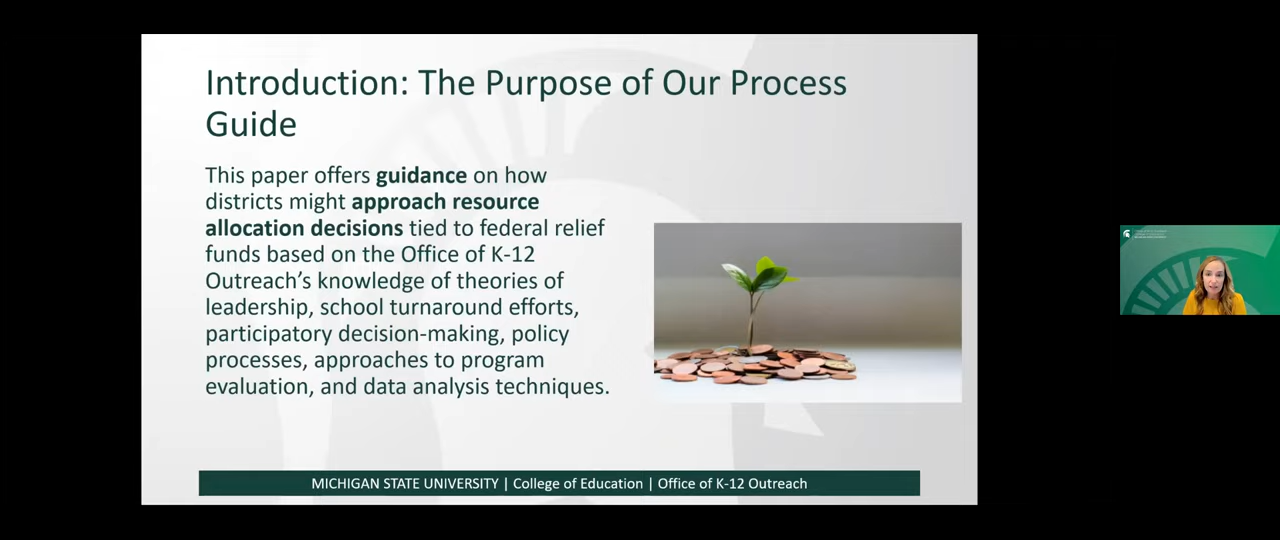 Introduction: The Purpose of Our Process
Guide
This paper offers guidance on how
districts might approach resource
allocation decisions tied to federal relief
funds based on the Office of K-12
Outreach’s knowledge of theories of
leadership, school turnaround efforts,
participatory decision-making, policy
processes, approaches to program
evaluation, and data analysis techniques.
MICHIGAN STATE UNIVERSITY | College of Education | Office of K-12 Outreach